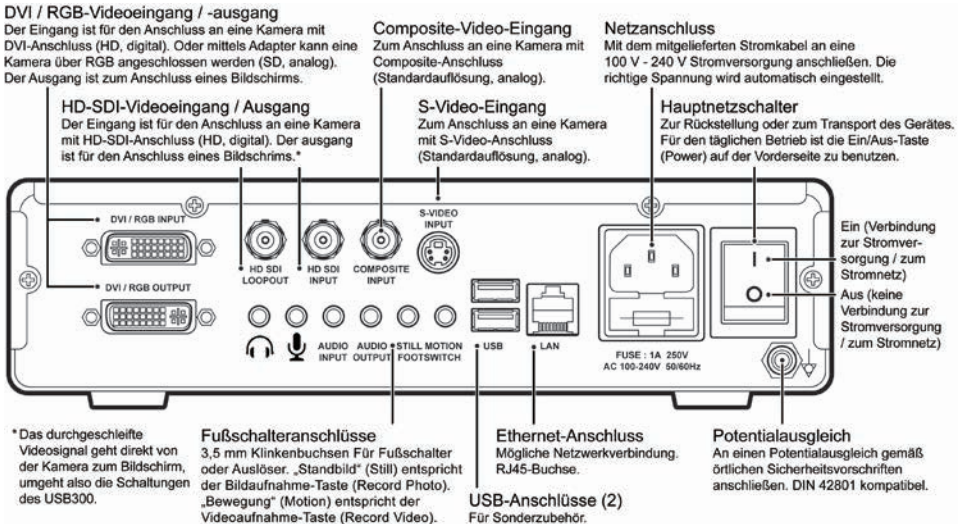 DVI / RGB-Videoeingang / -ausgang
Der Eingang ist für den Anschluss an eine Kamera mit
DVI-Anschluss (HD, digital). Oder mittels Adapter kann eine
Kamera über RGB angeschlossen werden (SD, analog).
Der Ausgang ist zum Anschluss eines Bildschirms.
Composite-Video-Eingang
Zum Anschluss an eine Kamera mit
Composite-Anschluss
(Standardauflösung, analog).
Netzanschluss
Mit dem mitgelieferten Stromkabel an eine
100 V - 240 V Stromversorgung anschließen. Die
richtige Spannung wird automatisch eingestellt.
HD-SDI-Videoeingang / Ausgang
Der Eingang ist für den Anschluss an eine Kamera
mit HD-SDI-Anschluss (HD, digital). Der ausgang
ist für den Anschluss eines Bildschrims.*
S-Video-Eingang
Zum Anschluss an eine Kamera
mit S-Video-Anschluss
(Standardauflösung, analog).
Hauptnetzschalter
Zur Rückstellung oder zum Transport des Gerätes.
Für den täglichen Betrieb ist die Ein/Aus-Taste
(Power) auf der Vorderseite zu benutzen.
DVI / RGB INPUT
DVI / RGB OUTPUT
HD SDI
LOOPOUT
HD SDI
INPUT
COMPOSITE
INPUT
S-VIDEO
INPUT
AUDIO
INPUT
AUDIO
OUTPUT
STILL MOTION
FOOTSWITCH
USB
LAN
FUSE : 1A 250V
AC 100-240V 50/60Hz
Ein (Verbindung
zur Stromver-
sorgung / zum
Stromnetz)
Aus (keine
Verbindung zur
Stromversorgung
/ zum Stromnetz)
* Das durchgeschleifte
Videosignal geht direkt von
der Kamera zum Bildschirm,
umgeht also die Schaltungen
des USB300.
Fußschalteranschlüsse
3,5 mm Klinkenbuchsen Für Fußschalter
oder Auslöser. „Standbild“ (Still) entspricht
der Bildaufnahme-Taste (Record Photo).
„Bewegung“ (Motion) entspricht der
Videoaufnahme-Taste (Record Video).
Ethernet-Anschluss
Mögliche Netzwerkverbindung.
RJ45-Buchse.
USB-Anschlüsse (2)
Für Sonderzubehör.
Potentialausgleich
An einen Potentialausgleich gemäß
örtlichen Sicherheitsvorschriften
anschließen. DIN 42801 kompatibel.